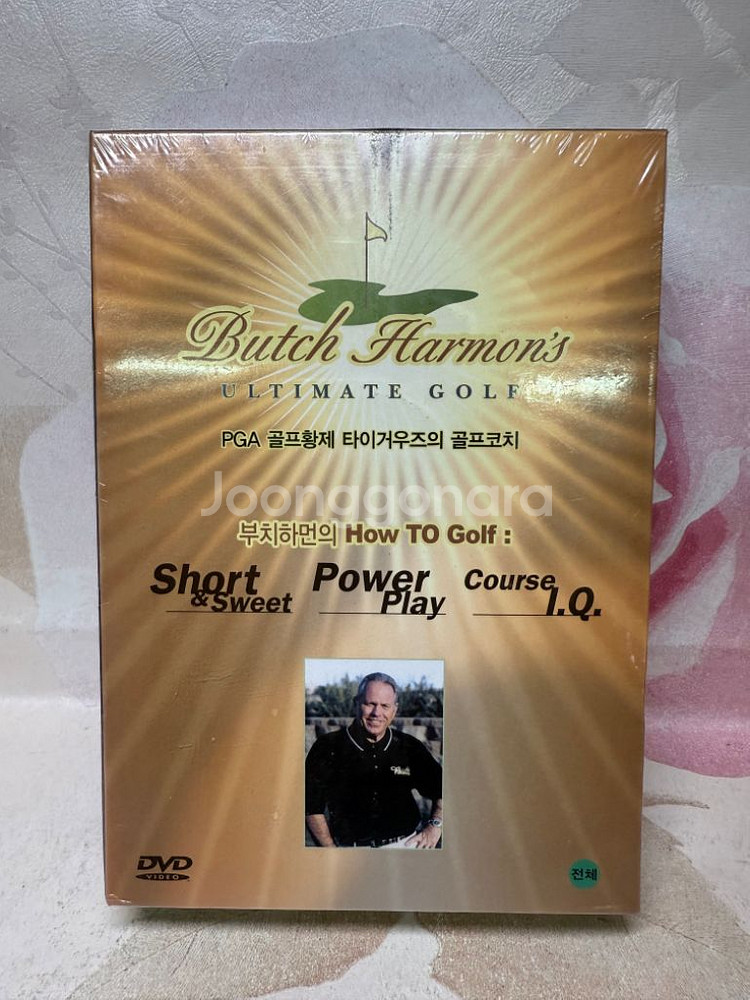 Butch Harmon's
ULTIMATE GOLF
PGA 골프황제 타이거우즈의 골프코치
Joonggonara
부치하먼의 How TO Golf :
Short & Sweet
Power Play
Course I.Q.
DVD
VIDEO
전체